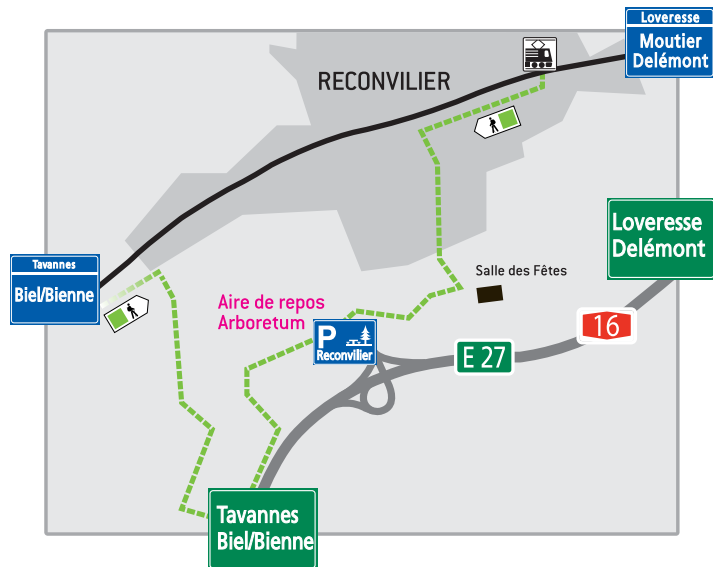 Loveresse
Moutier
Delémont
RECONVILIER
Loveresse
Delémont
Tavannes
Biel/Bienne
Salle des Fêtes
Aire de repos
Arboretum
P
Reconvilier
16
E 27
Tavannes
Biel/Bienne